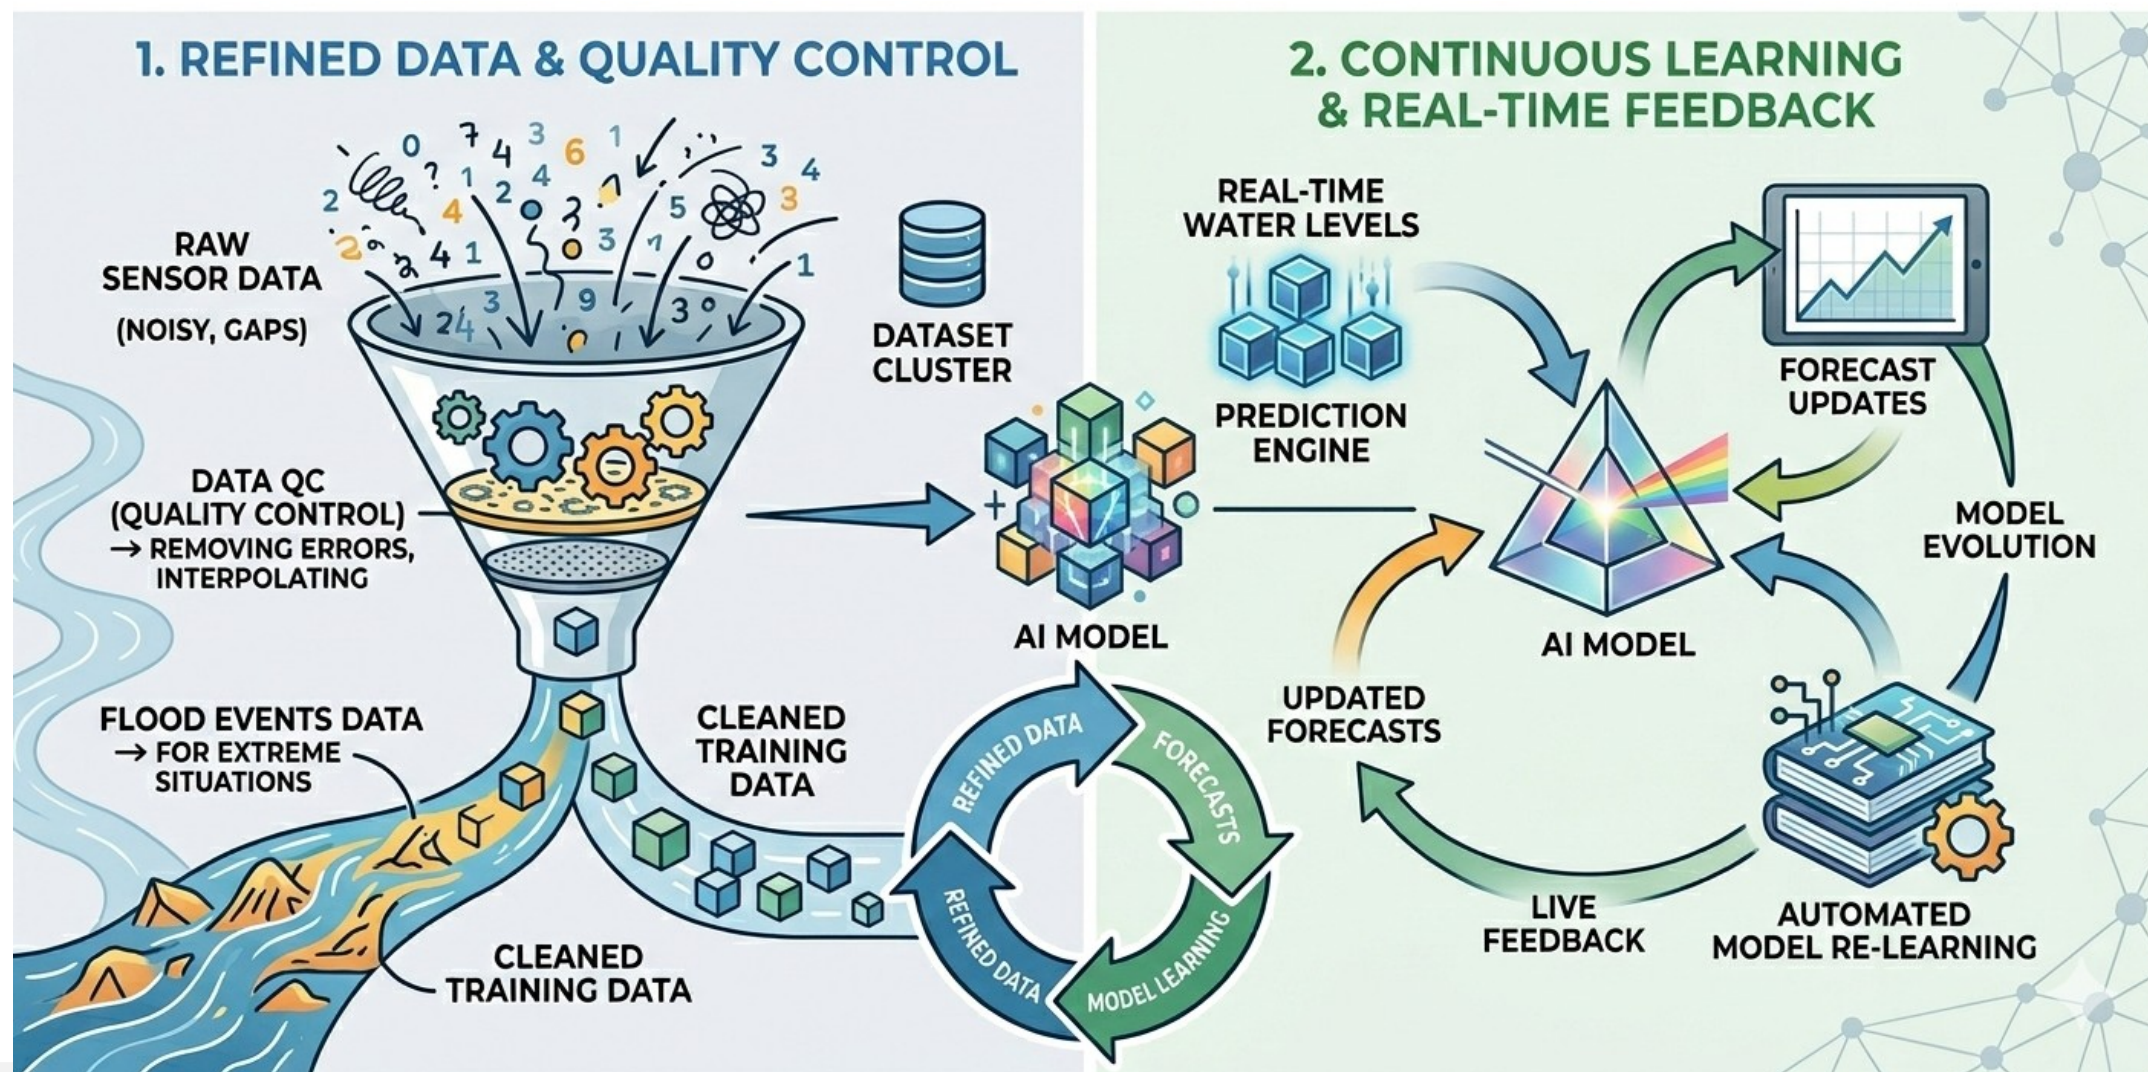 1. REFINED DATA & QUALITY CONTROL
RAW
SENSOR DATA
(NOISY, GAPS)
DATASET
CLUSTER
DATA QC
(QUALITY CONTROL)
→ REMOVING ERRORS,
INTERPOLATING
AI MODEL
FLOOD EVENTS DATA
→ FOR EXTREME
SITUATIONS
CLEANED
TRAINING
DATA
CLEANED
TRAINING DATA
REFINED DATA
FORECASTS
MODEL LEARNING
REFINED DATA
2. CONTINUOUS LEARNING
& REAL-TIME FEEDBACK
REAL-TIME
WATER LEVELS
PREDICTION
ENGINE
FORECAST
UPDATES
MODEL
EVOLUTION
AI MODEL
UPDATED
FORECASTS
LIVE
FEEDBACK
AUTOMATED
MODEL RE-LEARNING